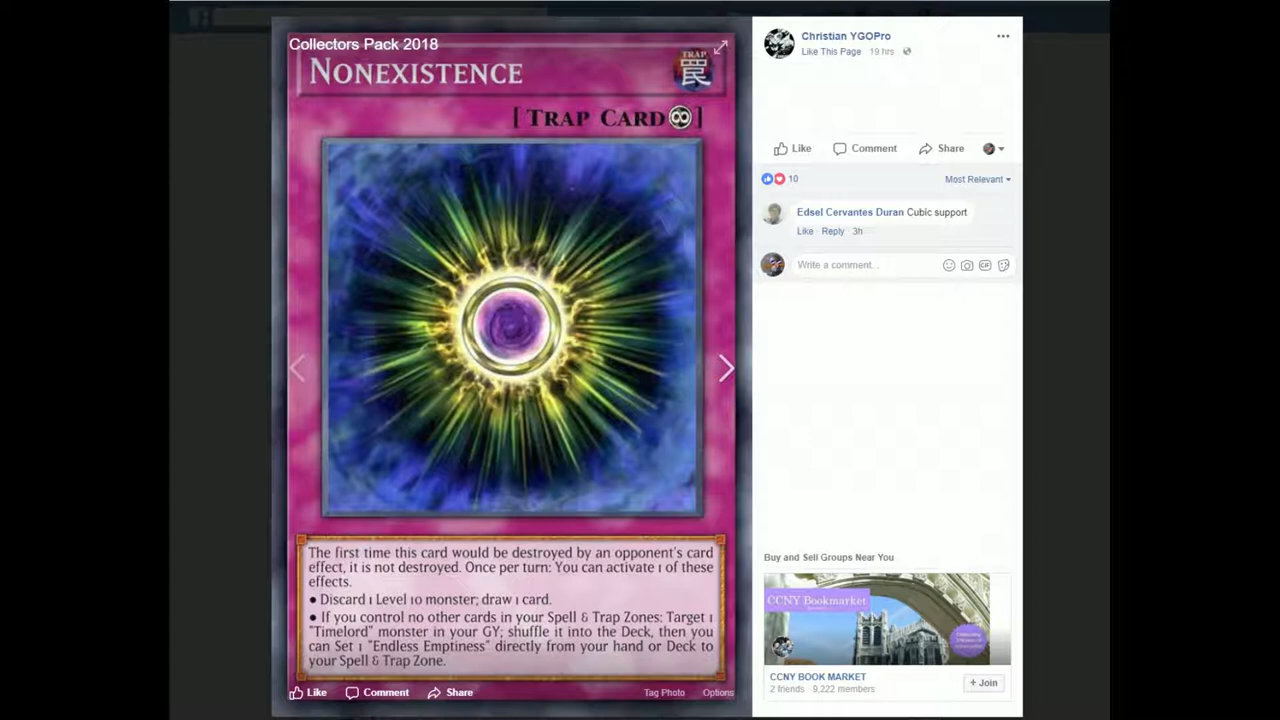 Collectors Pack 2018
NONEXISTENCE
TRAP
罠
[ TRAP CARD ]
The first time this card would be destroyed by an opponent's card
effect, it is not destroyed. Once per turn: You can activate 1 of these
effects.
● Discard 1 Level 10 monster; draw 1 card.
● If you control no other cards in your Spell & Trap Zones: Target 1
"Timelord" monster in your GY; shuffle it into the Deck, then you
can Set 1 "Endless Emptiness" directly from your hand or Deck to
your Spell & Trap Zone.
Like Comment Share Tag Photo Options
Christian YGOPro
Like This Page 19 hrs
Like Comment Share
10 Most Relevant
Edsel Cervantes Duran Cubic support
Like Reply 3h
Write a comment... GIF
Buy and Sell Groups Near You
CCNY Bookmarket
CCNY BOOK MARKET
2 friends · 9,222 members
+ Join